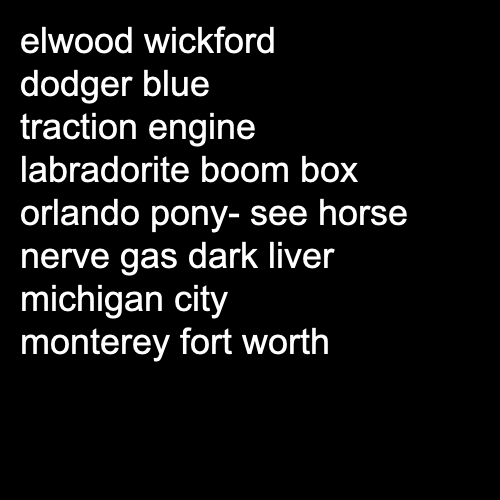 elwood wickford
dodger blue
traction engine
labradorite boom box
orlando pony- see horse
nerve gas dark liver
michigan city
monterey fort worth